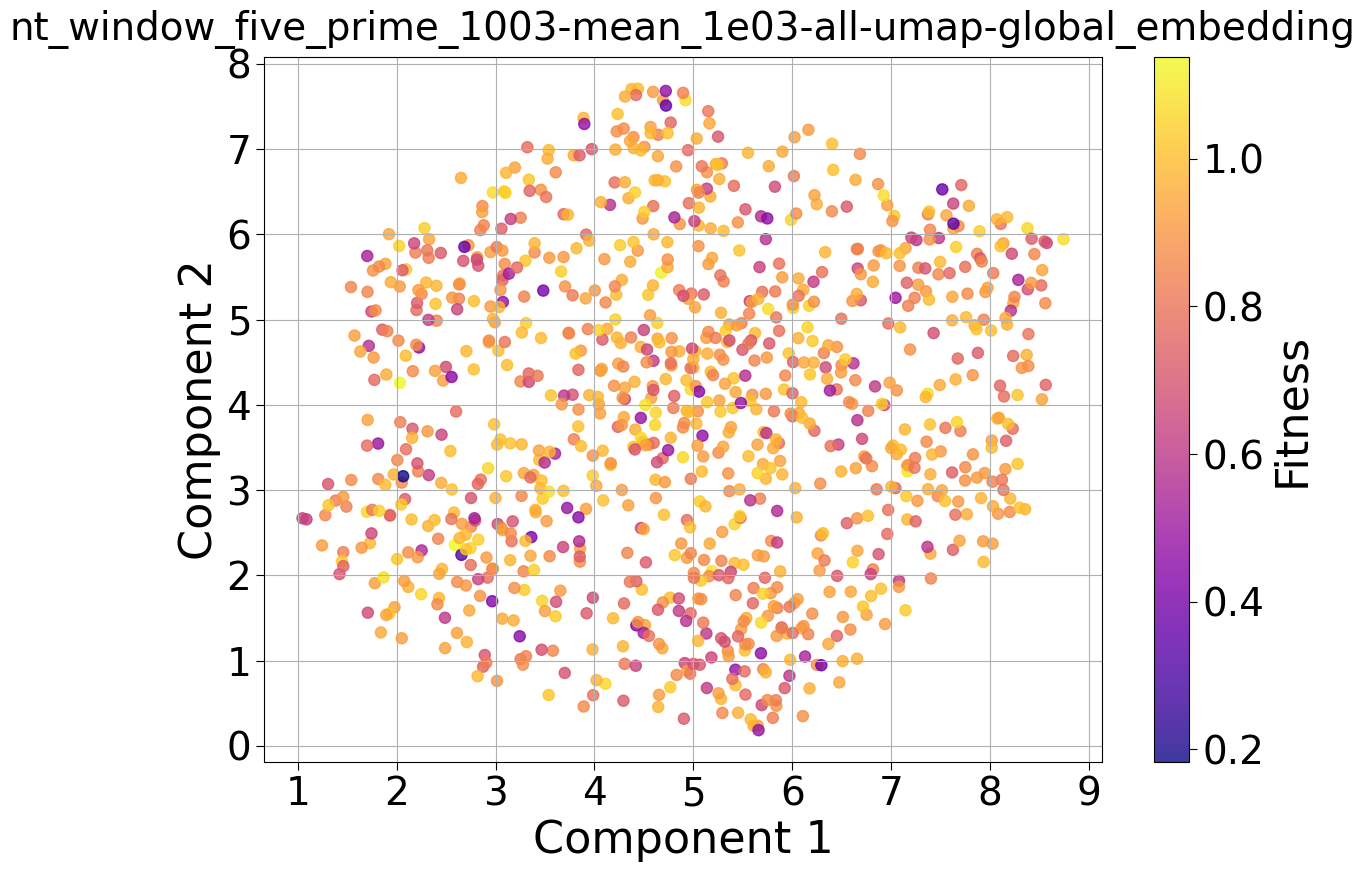 nt_window_five_prime_1003-mean_1e03-all-umap-global_embedding
8
7
6
5
4
3
2
1
0
Component 2
1 2 3 4 5 6 7 8 9
Component 1
1.0
0.8
0.6
0.4
0.2
Fitness